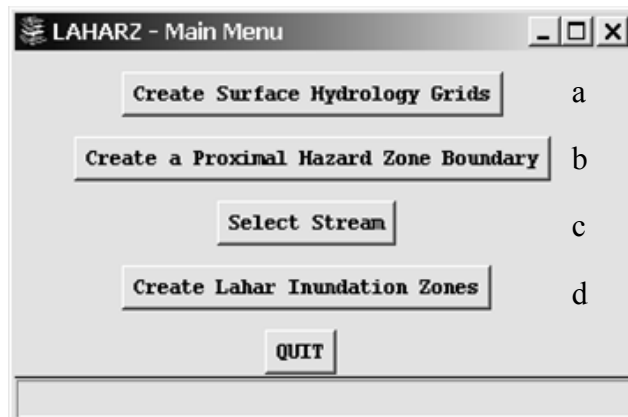 LAHARZ - Main Menu
Create Surface Hydrology Grids a
Create a Proximal Hazard Zone Boundary b
Select Stream c
Create Lahar Inundation Zones d
QUIT